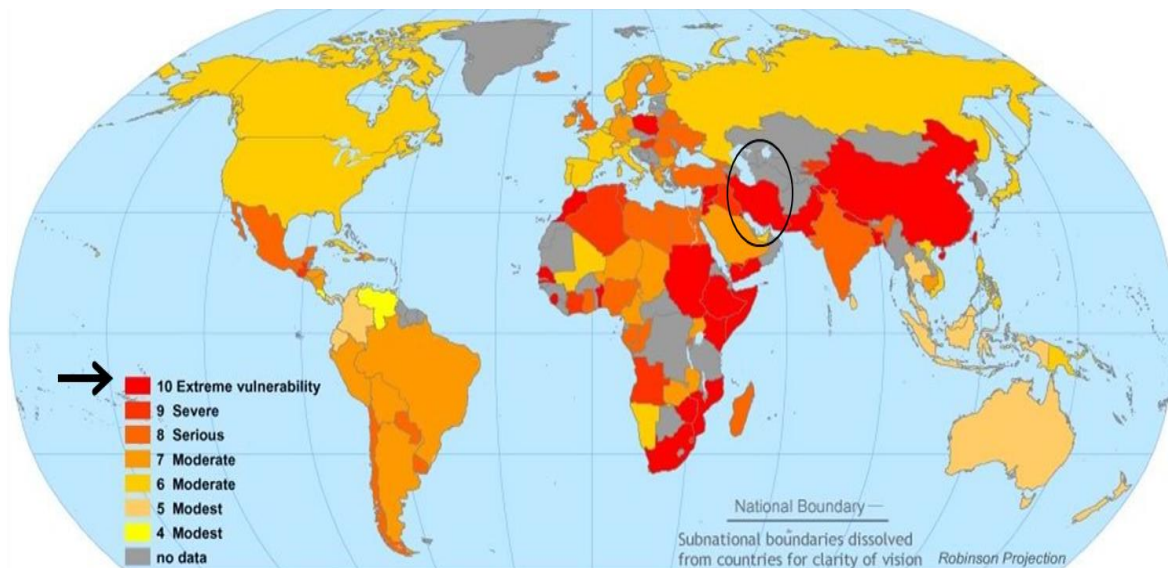 10 Extreme vulnerability
9 Severe
8 Serious
7 Moderate
6 Moderate
5 Modest
4 Modest
no data
National Boundary
Subnational boundaries dissolved
from countries for clarity of vision
Robinson Projection